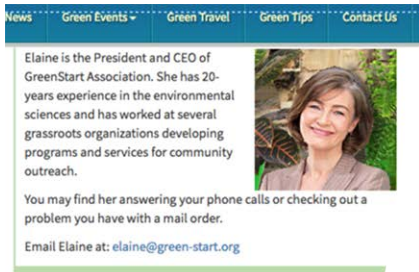 News Green Events Green Travel Green Tips Contact Us
Elaine is the President and CEO of
GreenStart Association. She has 20-
years experience in the environmental
sciences and has worked at several
grassroots organizations developing
programs and services for community
outreach.
You may find her answering your phone calls or checking out a
problem you have with a mail order.
Email Elaine at: elaine@green-start.org